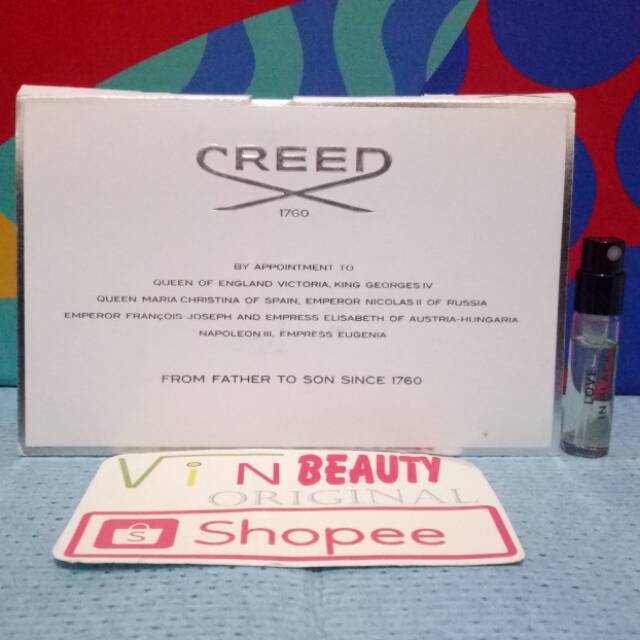 CREED
1760
BY APPOINTMENT TO
QUEEN OF ENGLAND VICTORIA, KING GEORGES IV
QUEEN MARIA CHRISTINA OF SPAIN, EMPEROR NICOLAS II OF RUSSIA
EMPEROR FRANÇOIS-JOSEPH AND EMPRESS ELISABETH OF AUSTRIA-HUNGARIA
NAPOLEON III, EMPRESS EUGENIA
FROM FATHER TO SON SINCE 1760
LOVE
IN
ViN BEAUTY
ORIGINAL
S Shopee